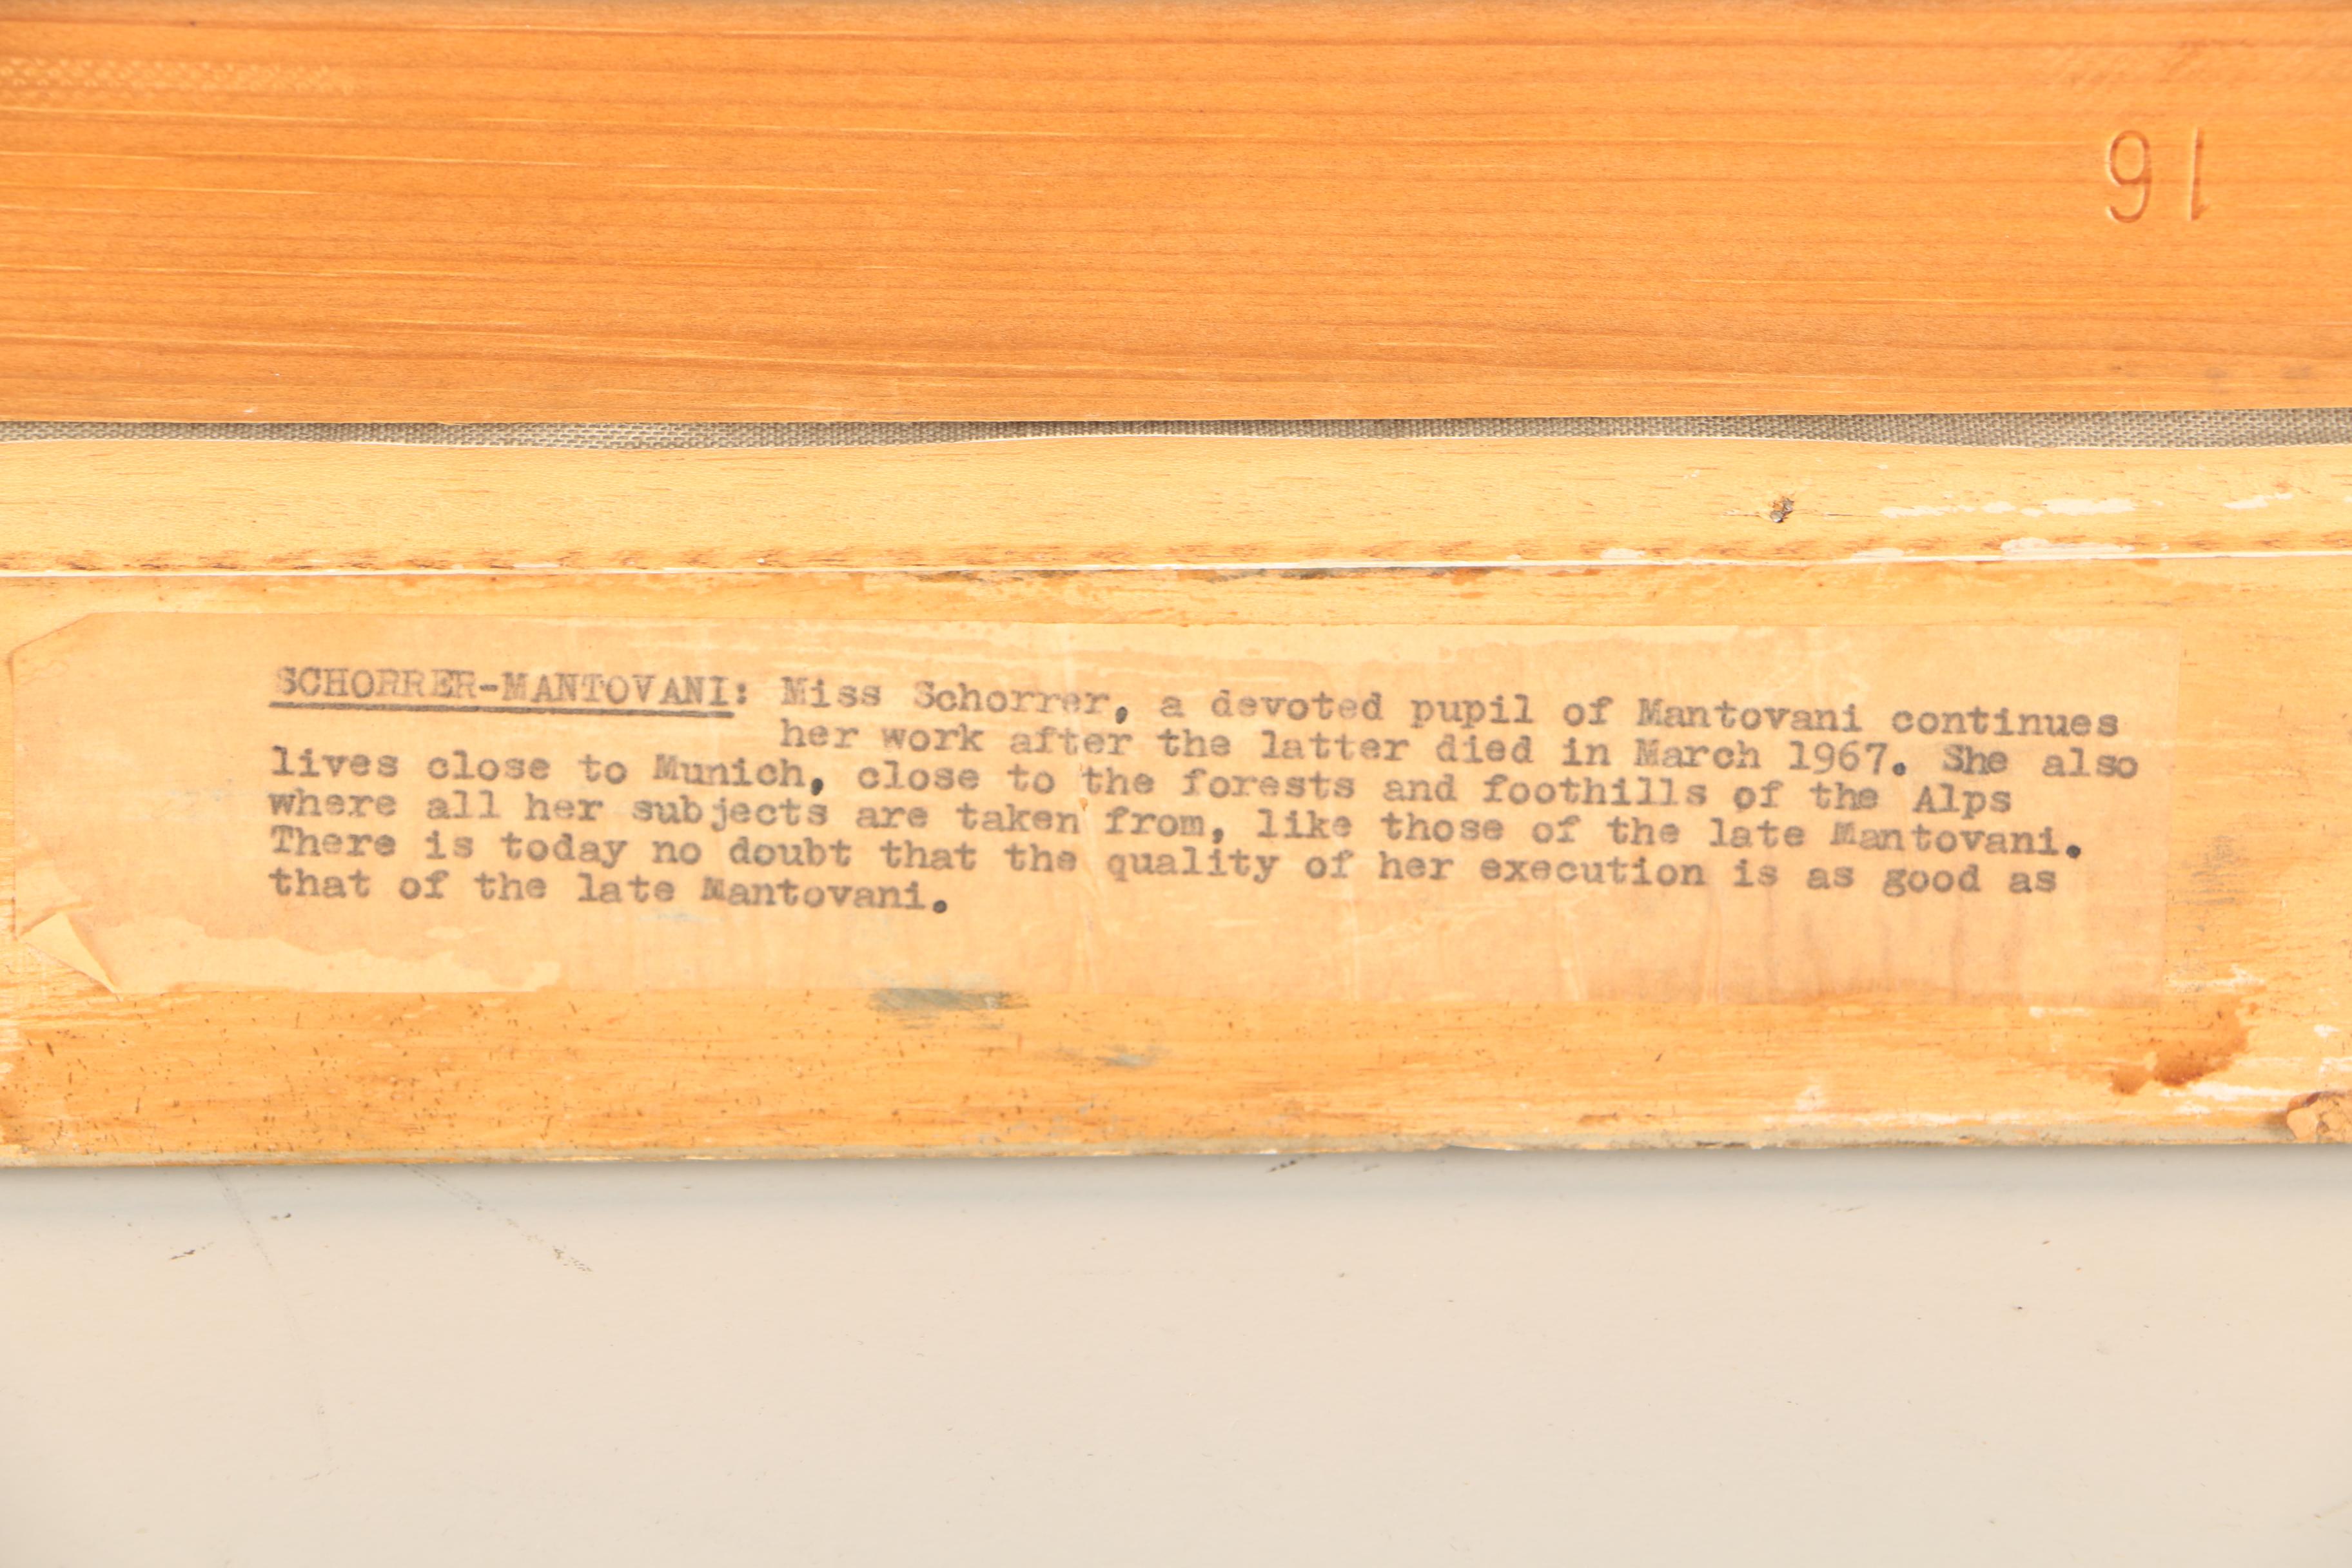 16
SCHORRER-MANTOVANI: Miss Schorrer, a devoted pupil of Mantovani continues
her work after the latter died in March 1967. She also
lives close to Munich, close to the forests and foothills of the Alps
where all her subjects are taken from, like those of the late Mantovani.
There is today no doubt that the quality of her execution is as good as
that of the late Mantovani.